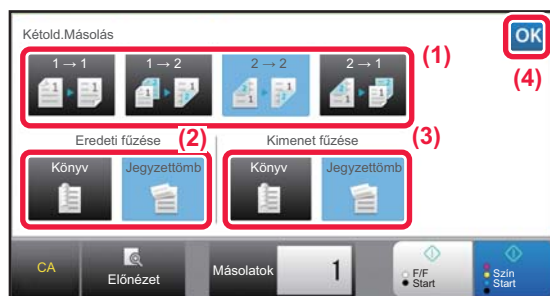 Kétold.Másolás
OK
1 → 1
1 → 2
2 → 2
2 → 1
(1)
(4)
Eredeti fűzése
(2)
Kimenet fűzése
(3)
Könyv
Jegyzettömb
Könyv
Jegyzettömb
CA
Előnézet
Másolatok
1
F/F
Start
Szín
Start